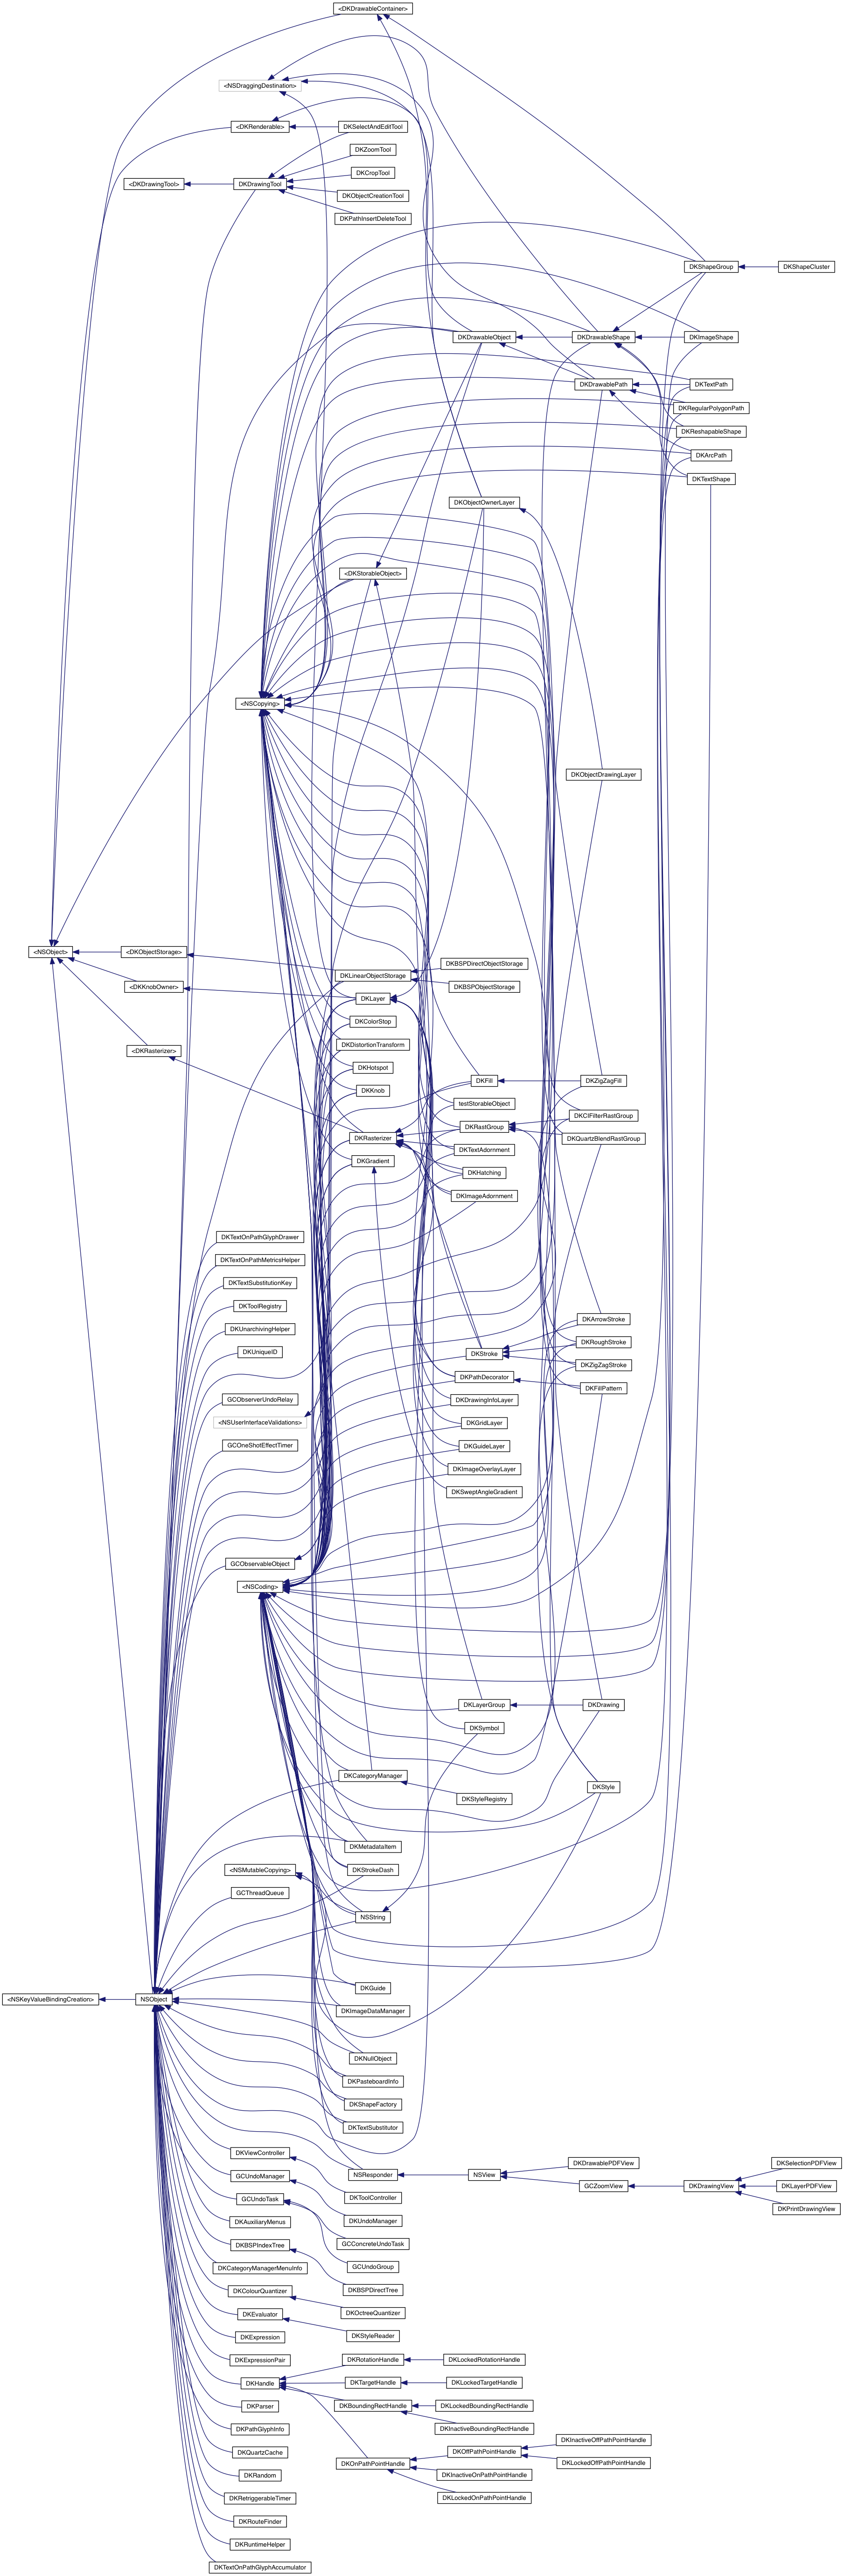 <DKDrawableContainer>
<NSDraggingDestination>
<DKRenderable>
DKSelectAndEditTool
DKZoomTool
DKCropTool
<DKDrawingTool>
DKDrawingTool
DKObjectCreationTool
DKPathInsertDeleteTool
DKShapeGroup
DKShapeCluster
DKDrawableObject
DKDrawableShape
DKImageShape
DKDrawablePath
DKTextPath
DKRegularPolygonPath
DKReshapableShape
DKArcPath
DKTextShape
DKObjectOwnerLayer
<DKStorableObject>
<NSCopying>
DKObjectDrawingLayer
<NSObject>
<DKObjectStorage>
DKLinearObjectStorage
DKBSPDirectObjectStorage
DKBSPObjectStorage
<DKKnobOwner>
DKLayer
DKColorStop
DKDistortionTransform
<DKRasterizer>
DKHotspot
DKFill
DKZigZagFill
DKKnob
testStorableObject
DKCIFilterRastGroup
DKRastGroup
DKRasterizer
DKQuartzBlendRastGroup
DKTextAdornment
DKGradient
DKHatching
DKImageAdornment
DKTextOnPathGlyphDrawer
DKTextOnPathMetricsHelper
DKTextSubstitutionKey
DKToolRegistry
DKArrowStroke
DKUnarchivingHelper
DKRoughStroke
DKUniqueID
DKStroke
DKZigZagStroke
DKPathDecorator
DKFillPattern
GCObserverUndoRelay
DKDrawingInfoLayer
<NSUserInterfaceValidations>
DKGridLayer
GCOneShotEffectTimer
DKGuideLayer
DKImageOverlayLayer
DKSweptAngleGradient
GCObservableObject
<NSCoding>
DKLayerGroup
DKDrawing
DKSymbol
DKCategoryManager
DKStyle
DKStyleRegistry
DKMetadataItem
<NSMutableCopying>
DKStrokeDash
GCThreadQueue
NSString
DKGuide
<NSKeyValueBindingCreation>
NSObject
DKImageDataManager
DKNullObject
DKPasteboardInfo
DKShapeFactory
DKTextSubstitutor
DKViewController
DKDrawablePDFView
DKSelectionPDFView
NSResponder
NSView
GCUndoManager
GCZoomView
DKDrawingView
DKLayerPDFView
DKToolController
GCUndoTask
DKPrintDrawingView
DKUndoManager
DKAuxiliaryMenus
GCConcreteUndoTask
DKBSPIndexTree
GCUndoGroup
DKCategoryManagerMenuInfo
DKBSPDirectTree
DKColourQuantizer
DKOctreeQuantizer
DKEvaluator
DKStyleReader
DKExpression
DKExpressionPair
DKRotationHandle
DKLockedRotationHandle
DKHandle
DKTargetHandle
DKLockedTargetHandle
DKParser
DKBoundingRectHandle
DKLockedBoundingRectHandle
DKPathGlyphInfo
DKInactiveBoundingRectHandle
DKInactiveOffPathPointHandle
DKQuartzCache
DKOffPathPointHandle
DKOnPathPointHandle
DKLockedOffPathPointHandle
DKRandom
DKInactiveOnPathPointHandle
DKRetriggerableTimer
DKLockedOnPathPointHandle
DKRouteFinder
DKRuntimeHelper
DKTextOnPathGlyphAccumulator